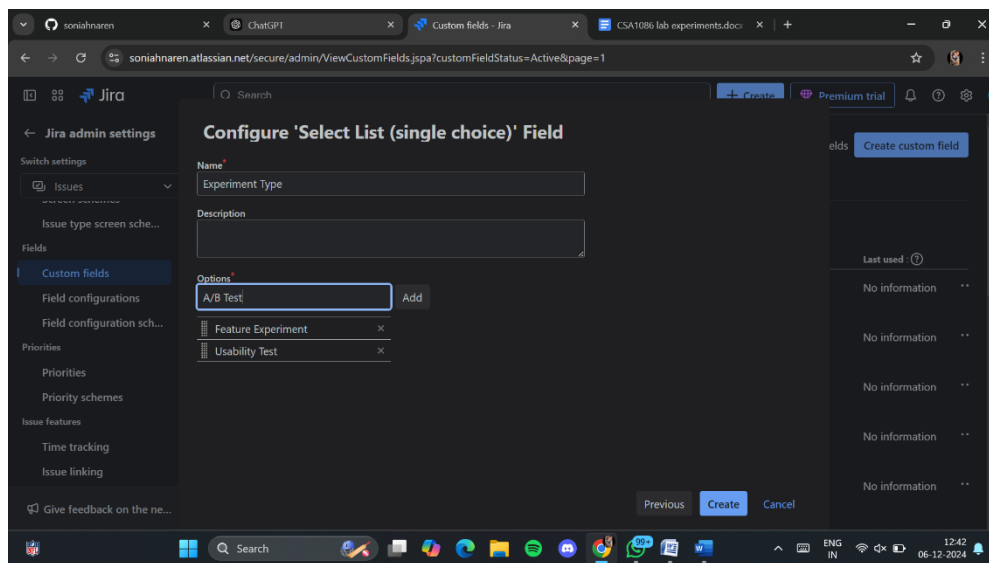 soniahnaren
ChatGPT
Custom fields - Jira
CSA1086 lab experiments.doc
soniahnaren.atlassian.net/secure/admin/ViewCustomFields.jspa?customFieldStatus=Active&page=1
Jira
Search
+ Create
Premium trial
Jira admin settings
Switch settings
Issues
Screen schemes
Issue type screen sche...
Fields
Custom fields
Field configurations
Field configuration sch...
Priorities
Priorities
Priority schemes
Issue features
Time tracking
Issue linking
Give feedback on the ne...
Configure 'Select List (single choice)' Field
Name*
Experiment Type
Description
Options*
A/B Test
Add
Feature Experiment
Usability Test
Previous
Create
Cancel
elds
Create custom field
Last used
No information
No information
No information
No information
No information
Search
99+
ENG
IN
12:42
06-12-2024